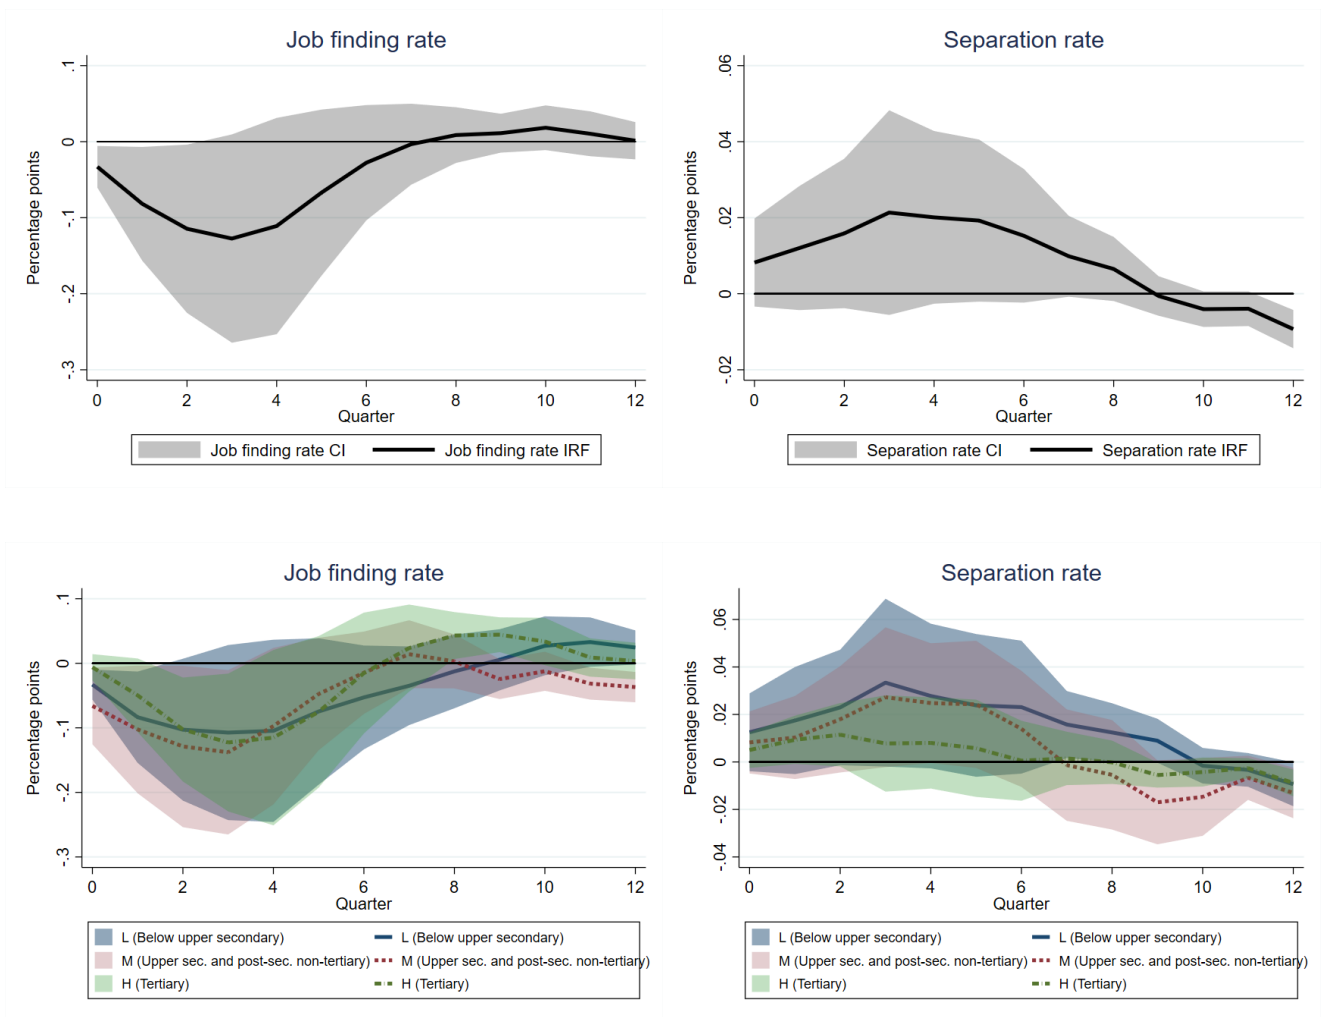 Job finding rate
Percentage points
.1
0
-.1
-.2
-.3
0 2 4 6 8 10 12
Quarter
Job finding rate CI Job finding rate IRF
Separation rate
Percentage points
.06
.04
.02
0
-.02
0 2 4 6 8 10 12
Quarter
Separation rate CI Separation rate IRF
Job finding rate
Percentage points
.1
0
-.1
-.2
-.3
0 2 4 6 8 10 12
Quarter
L (Below upper secondary) L (Below upper secondary)
M (Upper sec. and post-sec. non-tertiary) M (Upper sec. and post-sec. non-tertiary)
H (Tertiary) H (Tertiary)
Separation rate
Percentage points
.06
.04
.02
0
-.02
-.04
0 2 4 6 8 10 12
Quarter
L (Below upper secondary) L (Below upper secondary)
M (Upper sec. and post-sec. non-tertiary) M (Upper sec. and post-sec. non-tertiary)
H (Tertiary) H (Tertiary)